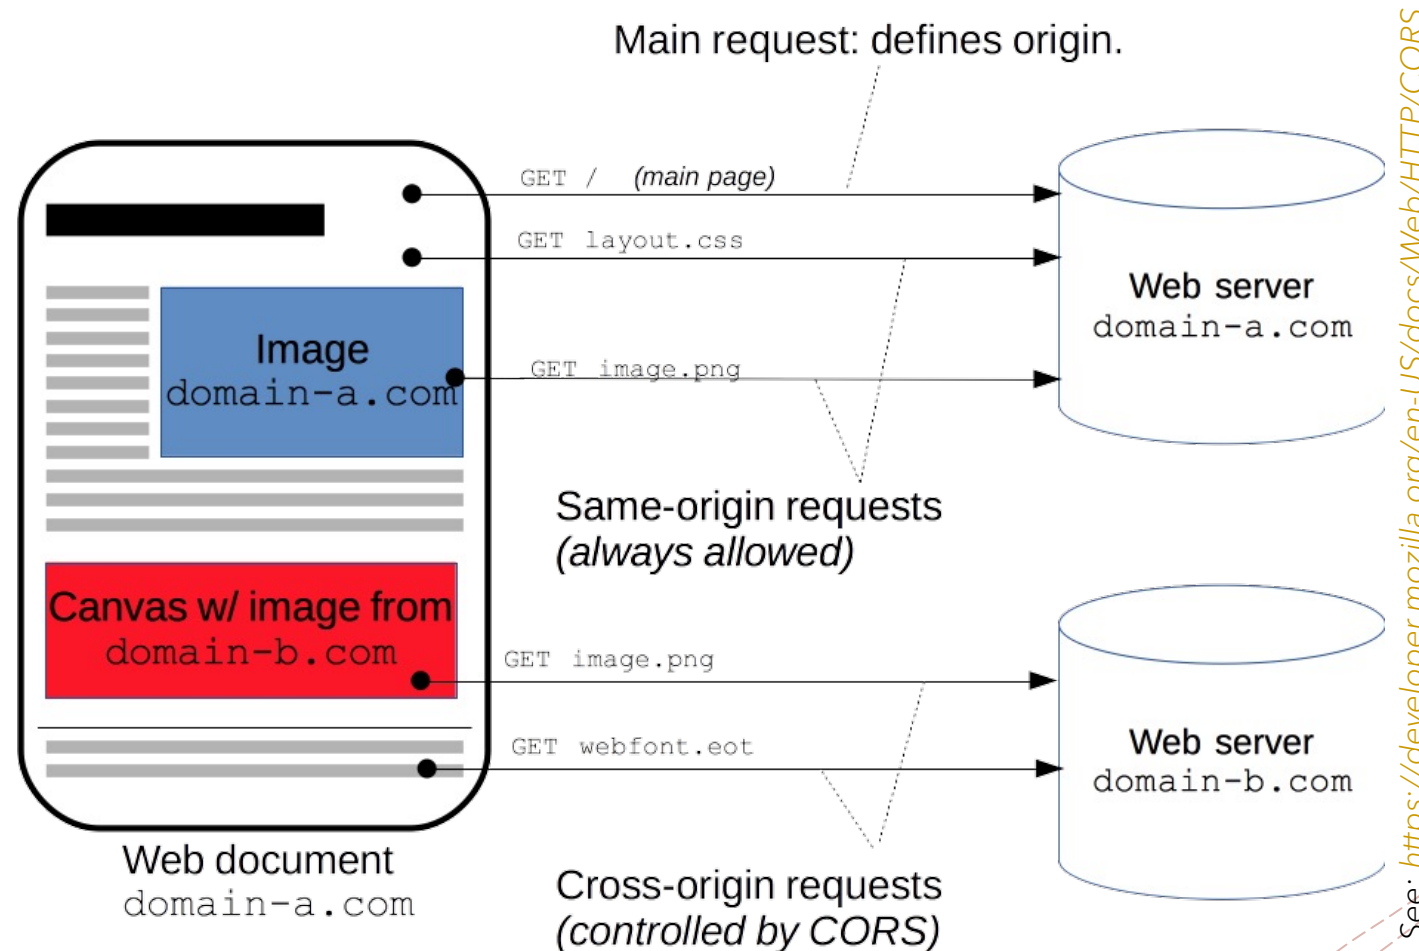 Main request: defines origin.
GET / (main page)
GET layout.css
Image
domain-a.com
GET image.png
Web server
domain-a.com
Same-origin requests
(always allowed)
Canvas w/ image from
domain-b.com
GET image.png
GET webfont.eot
Web server
domain-b.com
Web document
domain-a.com
Cross-origin requests
(controlled by CORS)
See: https://developer.mozilla.org/en-US/docs/Web/HTTP/CORS